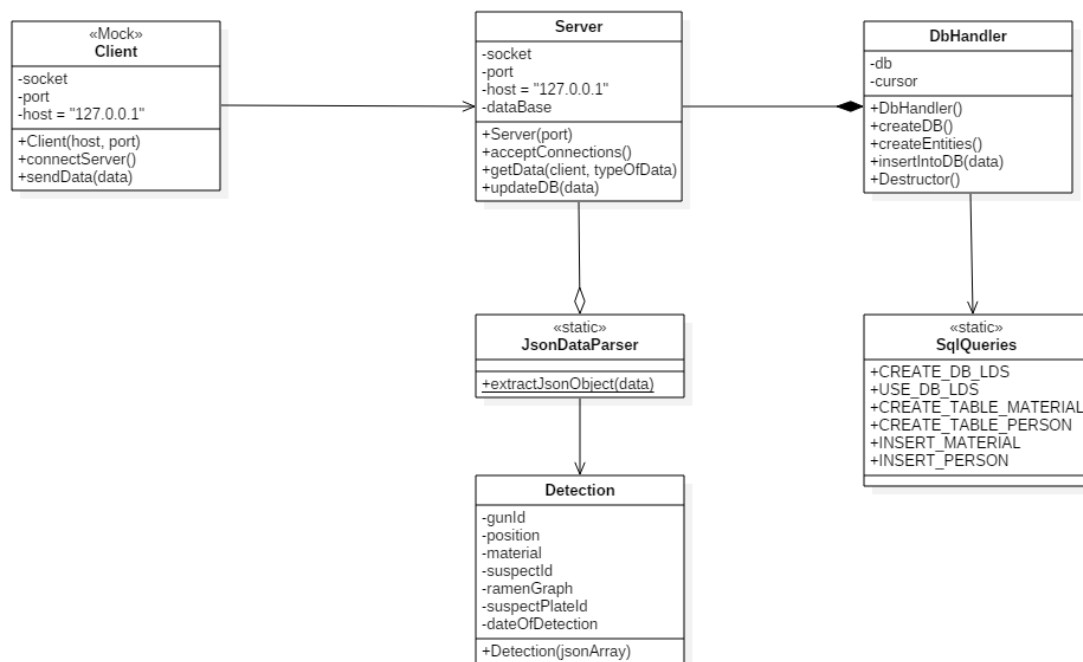 «Mock»
Client
-socket
-port
-host = "127.0.0.1"
+Client(host, port)
+connectServer()
+sendData(data)
Server
-socket
-port
-host = "127.0.0.1"
-dataBase
+Server(port)
+acceptConnections()
+getData(client, typeOfData)
+updateDB(data)
DbHandler
-db
-cursor
+DbHandler()
+createDB()
+createEntities()
+insertIntoDB(data)
+Destructor()
«static»
JsonDataParser
+extractJsonObject(data)
«static»
SqlQueries
+CREATE_DB_LDS
+USE_DB_LDS
+CREATE_TABLE_MATERIAL
+CREATE_TABLE_PERSON
+INSERT_MATERIAL
+INSERT_PERSON
Detection
-gunId
-position
-material
-suspectId
-ramenGraph
-suspectPlateId
-dateOfDetection
+Detection(jsonArray)